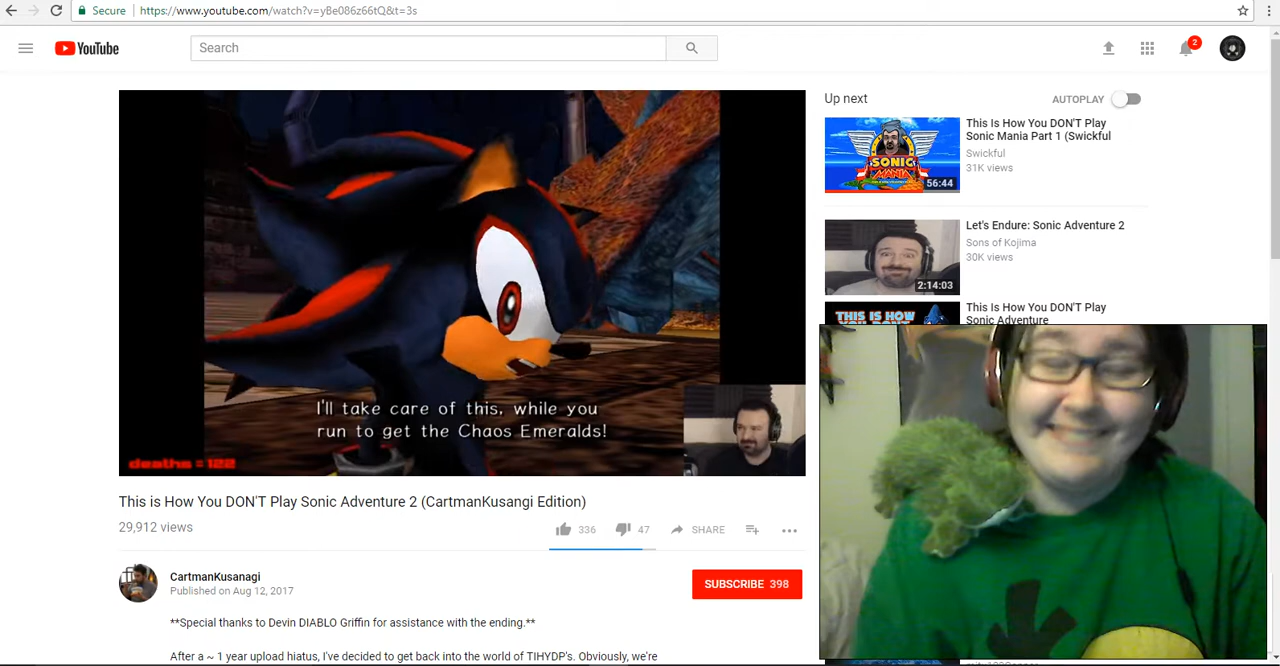 Secure
https://www.youtube.com/watch?v=yBe086z66tQ&t=3s
YouTube
Search
2
I'll take care of this, while you
run to get the Chaos Emeralds!
deaths = 122
This is How You DON'T Play Sonic Adventure 2 (CartmanKusangi Edition)
29,912 views
336
47
SHARE
CartmanKusanagi
Published on Aug 12, 2017
SUBSCRIBE 398
**Special thanks to Devin DIABLO Griffin for assistance with the ending.**
After a ~ 1 year upload hiatus, I've decided to get back into the world of TIHYDP's. Obviously, we're
Up next
AUTOPLAY
SONIC
MANIA
56:44
This Is How You DON'T Play
Sonic Mania Part 1 (Swickful
Swickful
31K views
2:14:03
Let's Endure: Sonic Adventure 2
Sons of Kojima
30K views
THIS IS HOW
This Is How You DON'T Play
Sonic Adventure